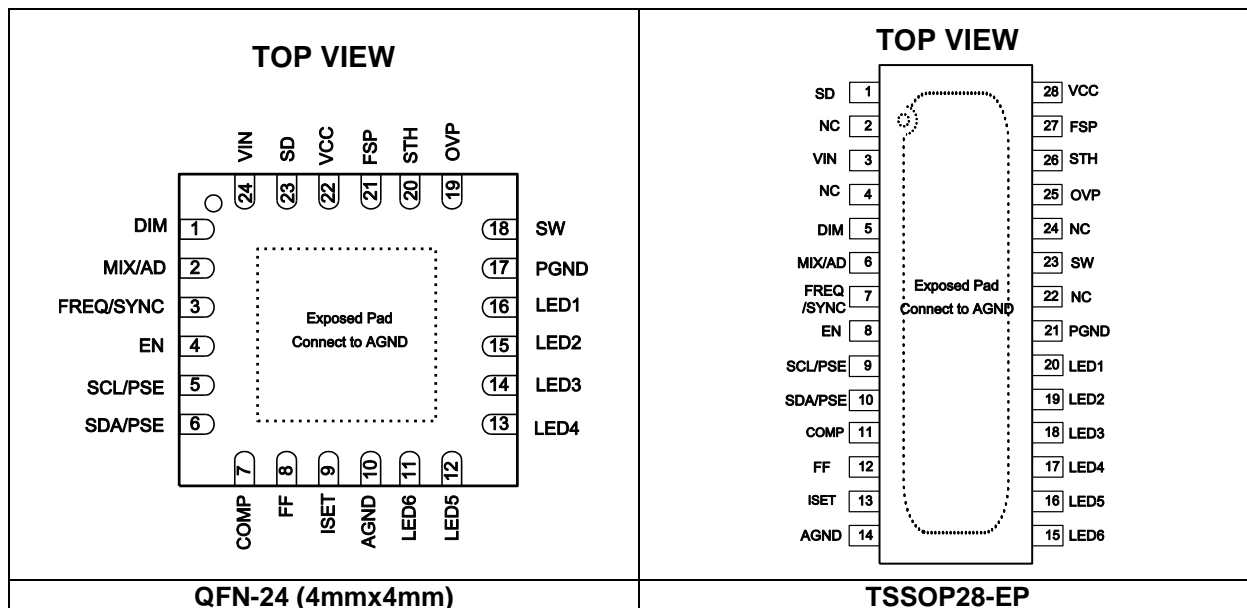 TOP VIEW
VIN SD VCC FSP STH OVP
24 23 22 21 20 19
DIM 1
MIX/AD 2
FREQ/SYNC 3
EN 4
SCL/PSE 5
SDA/PSE 6
Exposed Pad
Connect to AGND
18 SW
17 PGND
16 LED1
15 LED2
14 LED3
13 LED4
7 8 9 10 11 12
COMP FF ISET AGND LED6 LED5
QFN-24 (4mmx4mm)
TOP VIEW
SD 1
NC 2
VIN 3
NC 4
DIM 5
MIX/AD 6
FREQ
/SYNC 7
EN 8
SCL/PSE 9
SDA/PSE 10
COMP 11
FF 12
ISET 13
AGND 14
Exposed Pad
Connect to AGND
28 VCC
27 FSP
26 STH
25 OVP
24 NC
23 SW
22 NC
21 PGND
20 LED1
19 LED2
18 LED3
17 LED4
16 LED5
15 LED6
TSSOP28-EP